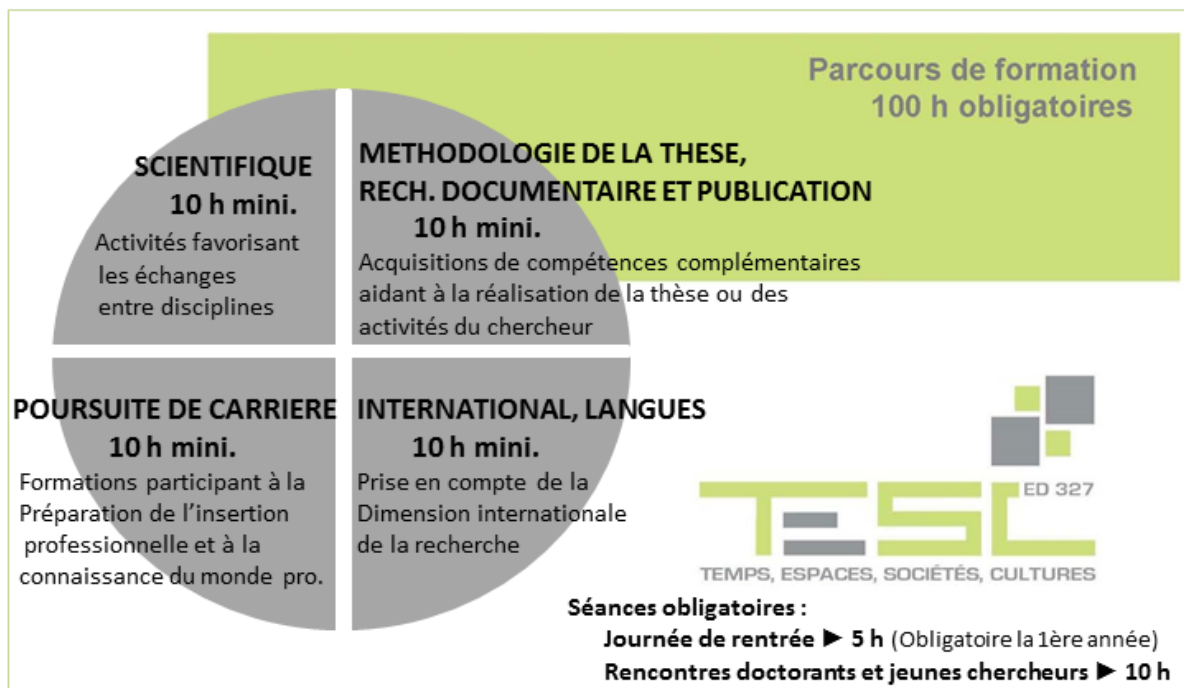 Parcours de formation
100 h obligatoires
SCIENTIFIQUE
10 h mini.
Activités favorisant
les échanges
entre disciplines
METHODOLOGIE DE LA THESE,
RECH. DOCUMENTAIRE ET PUBLICATION
10 h mini.
Acquisitions de compétences complémentaires
aidant à la réalisation de la thèse ou des
activités du chercheur
POURSUITE DE CARRIERE
10 h mini.
Formations participant à la
Préparation de l’insertion
professionnelle et à la
connaissance du monde pro.
INTERNATIONAL, LANGUES
10 h mini.
Prise en compte de la
Dimension internationale
de la recherche
ED 327
TESC
TEMPS, ESPACES, SOCIÉTÉS, CULTURES
Séances obligatoires :
Journée de rentrée ► 5 h (Obligatoire la 1ère année)
Rencontres doctorants et jeunes chercheurs ► 10 h